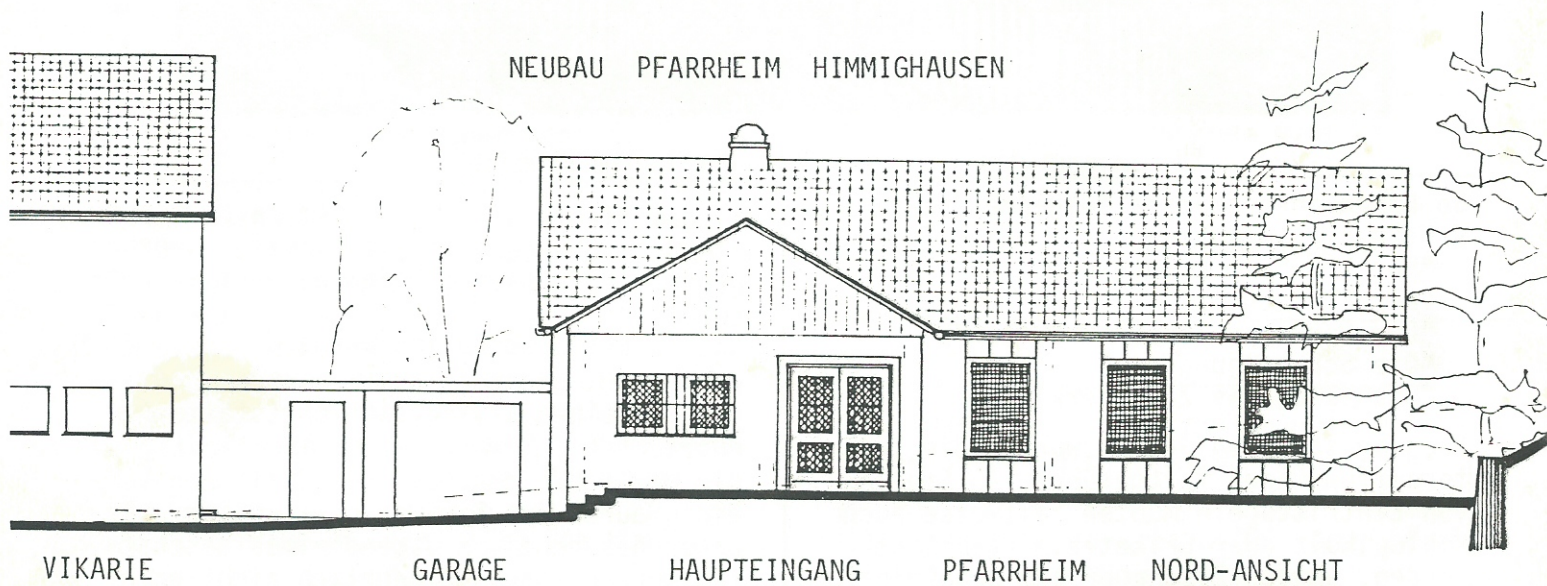 NEUBAU PFARRHEIM HIMMIGHAUSEN
VIKARIE GARAGE HAUPTEINGANG PFARRHEIM NORD-ANSICHT